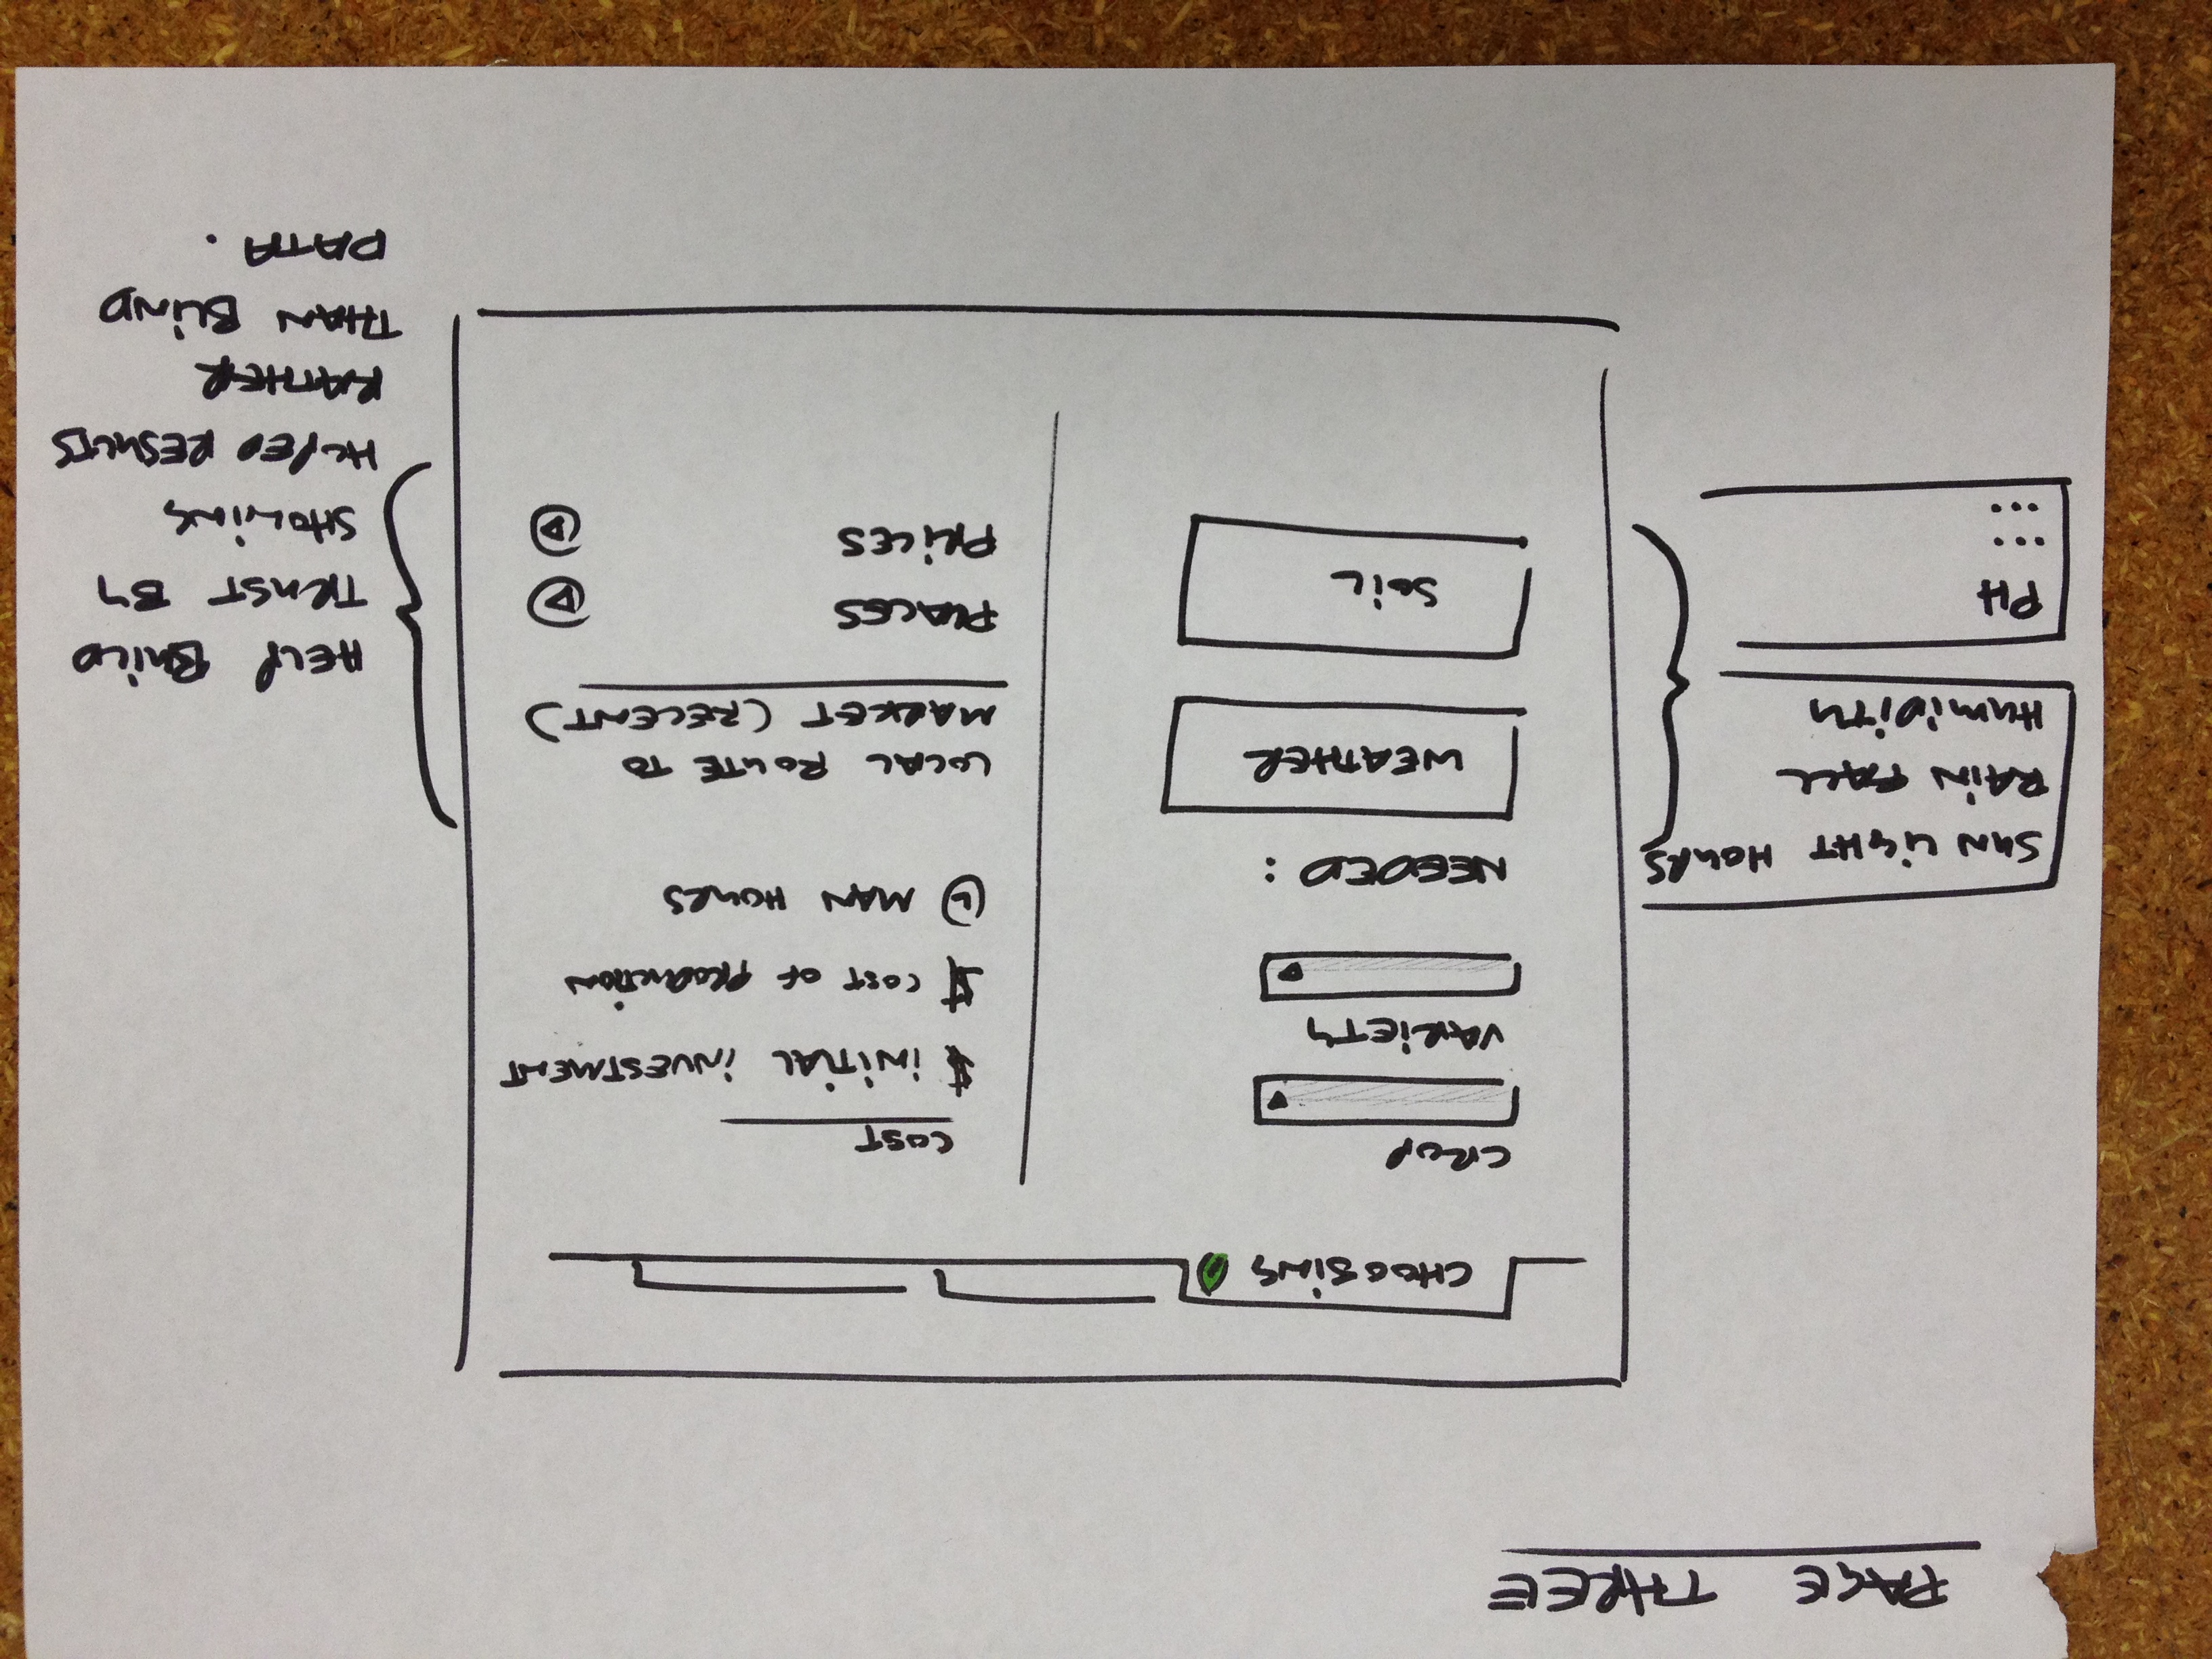 PAGE THREE
CHOOSING
CROP
VARIETY
NEEDED :
WEATHER
SOIL
COST
$ INITIAL INVESTMENT
$ COST OF PRODUCTION
MAN HOURS
LOCAL ROUTE TO
MARKET (RECENT)
PLACES
PRICES
SUN LIGHT HOURS
RAIN FALL
HUMIDITY
PH
...
...
HELP BUILD
TRUST BY
SHOWING
HOPED RESULTS
RATHER
THAN BLIND
DATA .